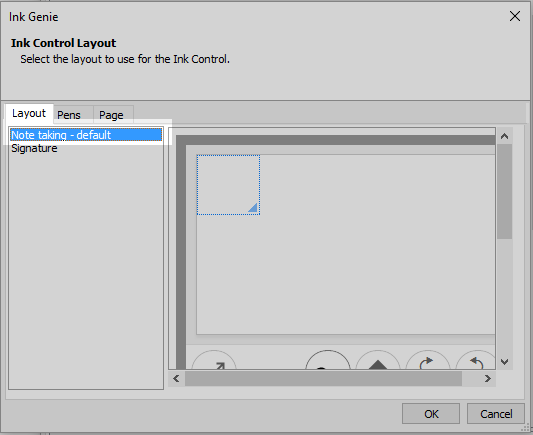 Ink Genie
Ink Control Layout
Select the layout to use for the Ink Control.
Layout Pens Page
Note taking - default
Signature
OK Cancel